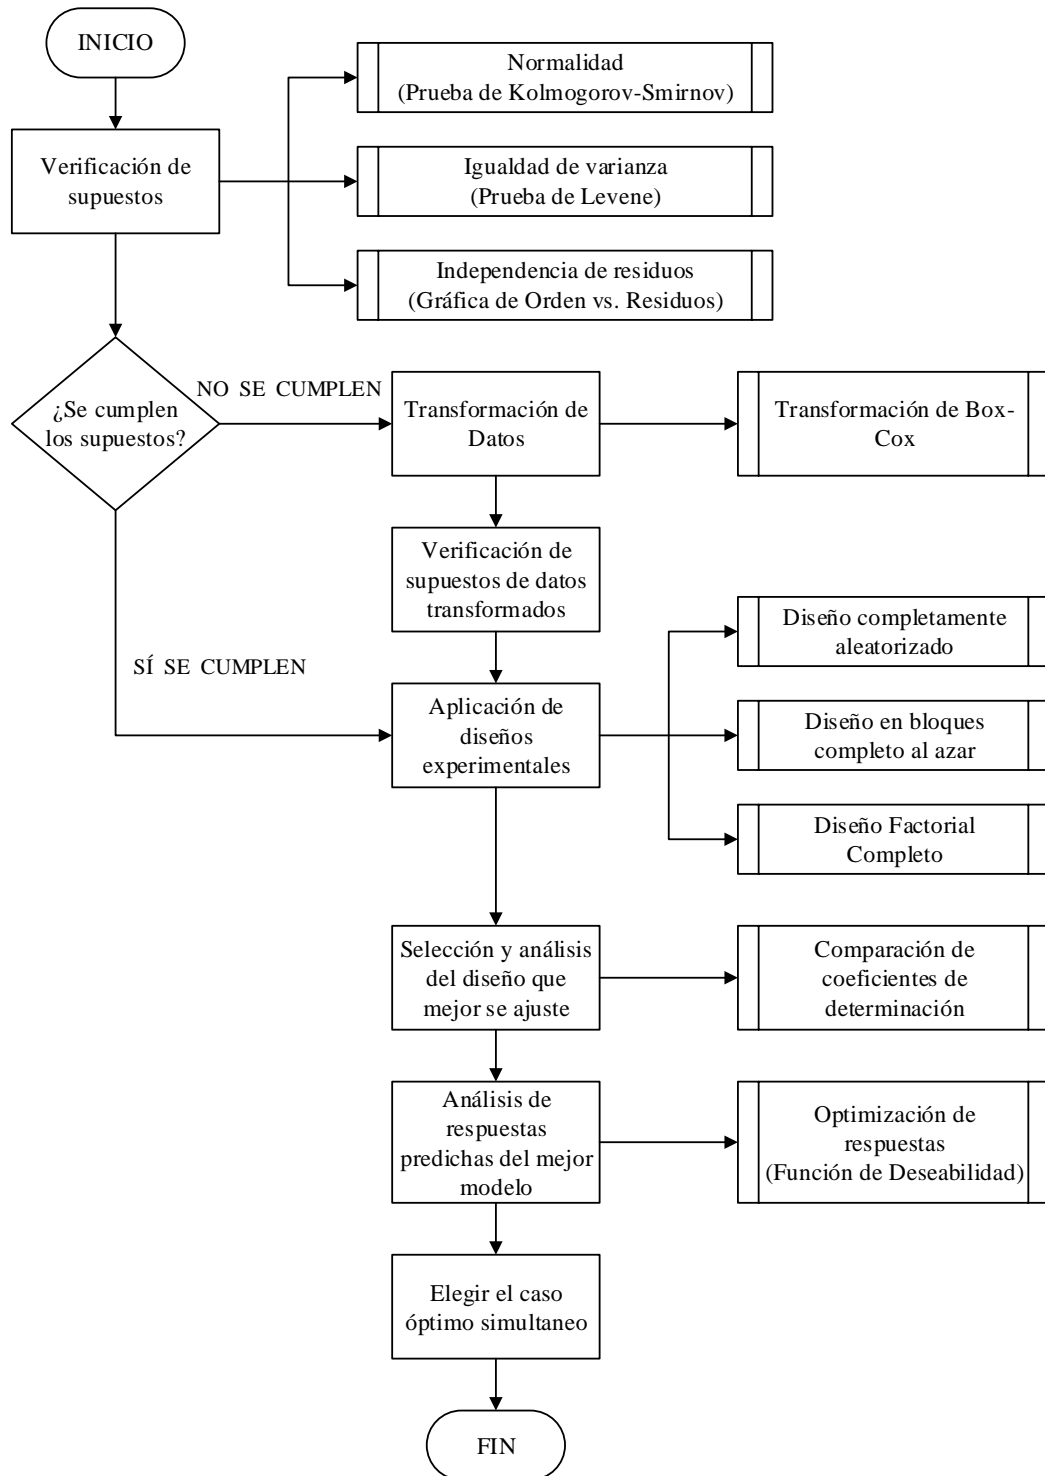 INICIO
Normalidad
(Prueba de Kolmogorov-Smirnov)
Verificación de
supuestos
Igualdad de varianza
(Prueba de Levene)
Independencia de residuos
(Gráfica de Orden vs. Residuos)
¿Se cumplen
los supuestos?
NO SE CUMPLEN
Transformación de
Datos
Transformación de Box-
Cox
Verificación de
supuestos de datos
transformados
SÍ SE CUMPLEN
Aplicación de
diseños
experimentales
Diseño completamente
aleatorizado
Diseño en bloques
completo al azar
Diseño Factorial
Completo
Selección y análisis
del diseño que
mejor se ajuste
Comparación de
coeficientes de
determinación
Análisis de
respuestas
predichas del mejor
modelo
Optimización de
respuestas
(Función de Deseabilidad)
Elegir el caso
óptimo simultaneo
FIN